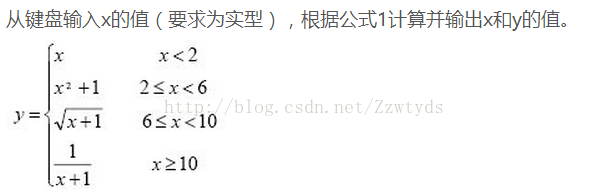 从键盘输入x的值（要求为实型），根据公式1计算并输出x和y的值。
y = { x    x < 2
x² + 1    2 ≤ x < 6
√(x + 1)    6 ≤ x < 10
1/(x + 1)    x ≥ 10
http://blog.csdn.net/Zzwtyds